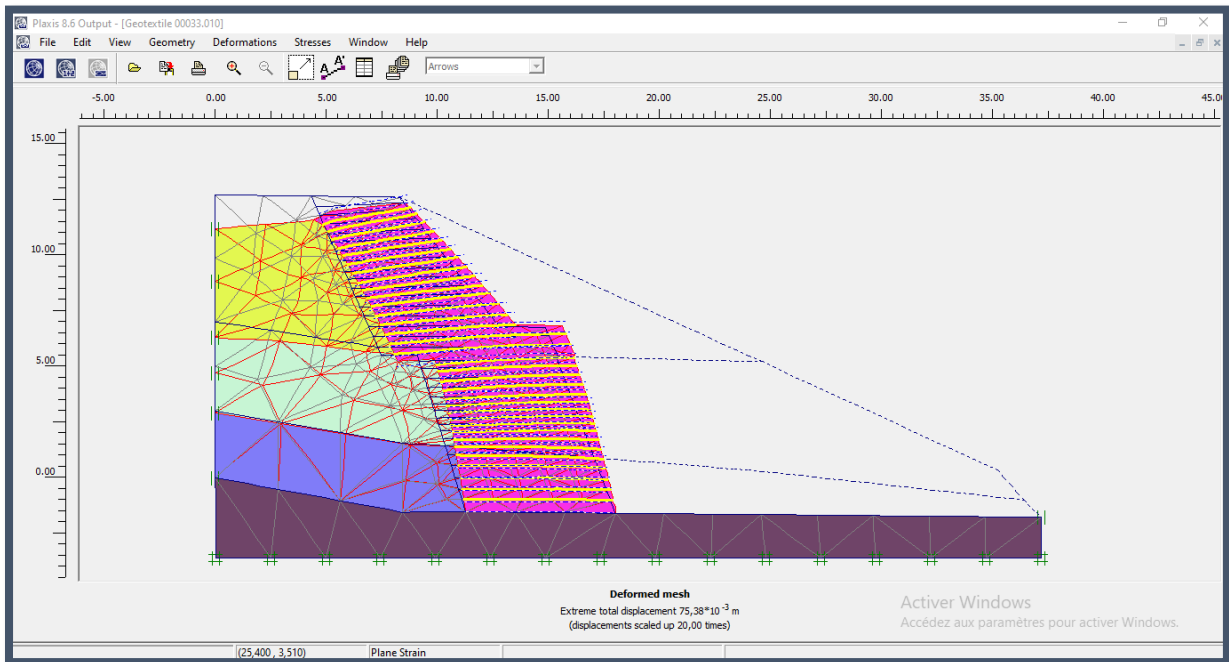 Plaxis 8.6 Output - [Geotextile 00033.010]
File Edit View Geometry Deformations Stresses Window Help
Arrows
-5.00 0.00 5.00 10.00 15.00 20.00 25.00 30.00 35.00 40.00 45.0
15.00
10.00
5.00
0.00
Deformed mesh
Extreme total displacement 75,38*10⁻³ m
(displacements scaled up 20,00 times)
Activer Windows
Accédez aux paramètres pour activer Windows.
(25,400 , 3,510) Plane Strain